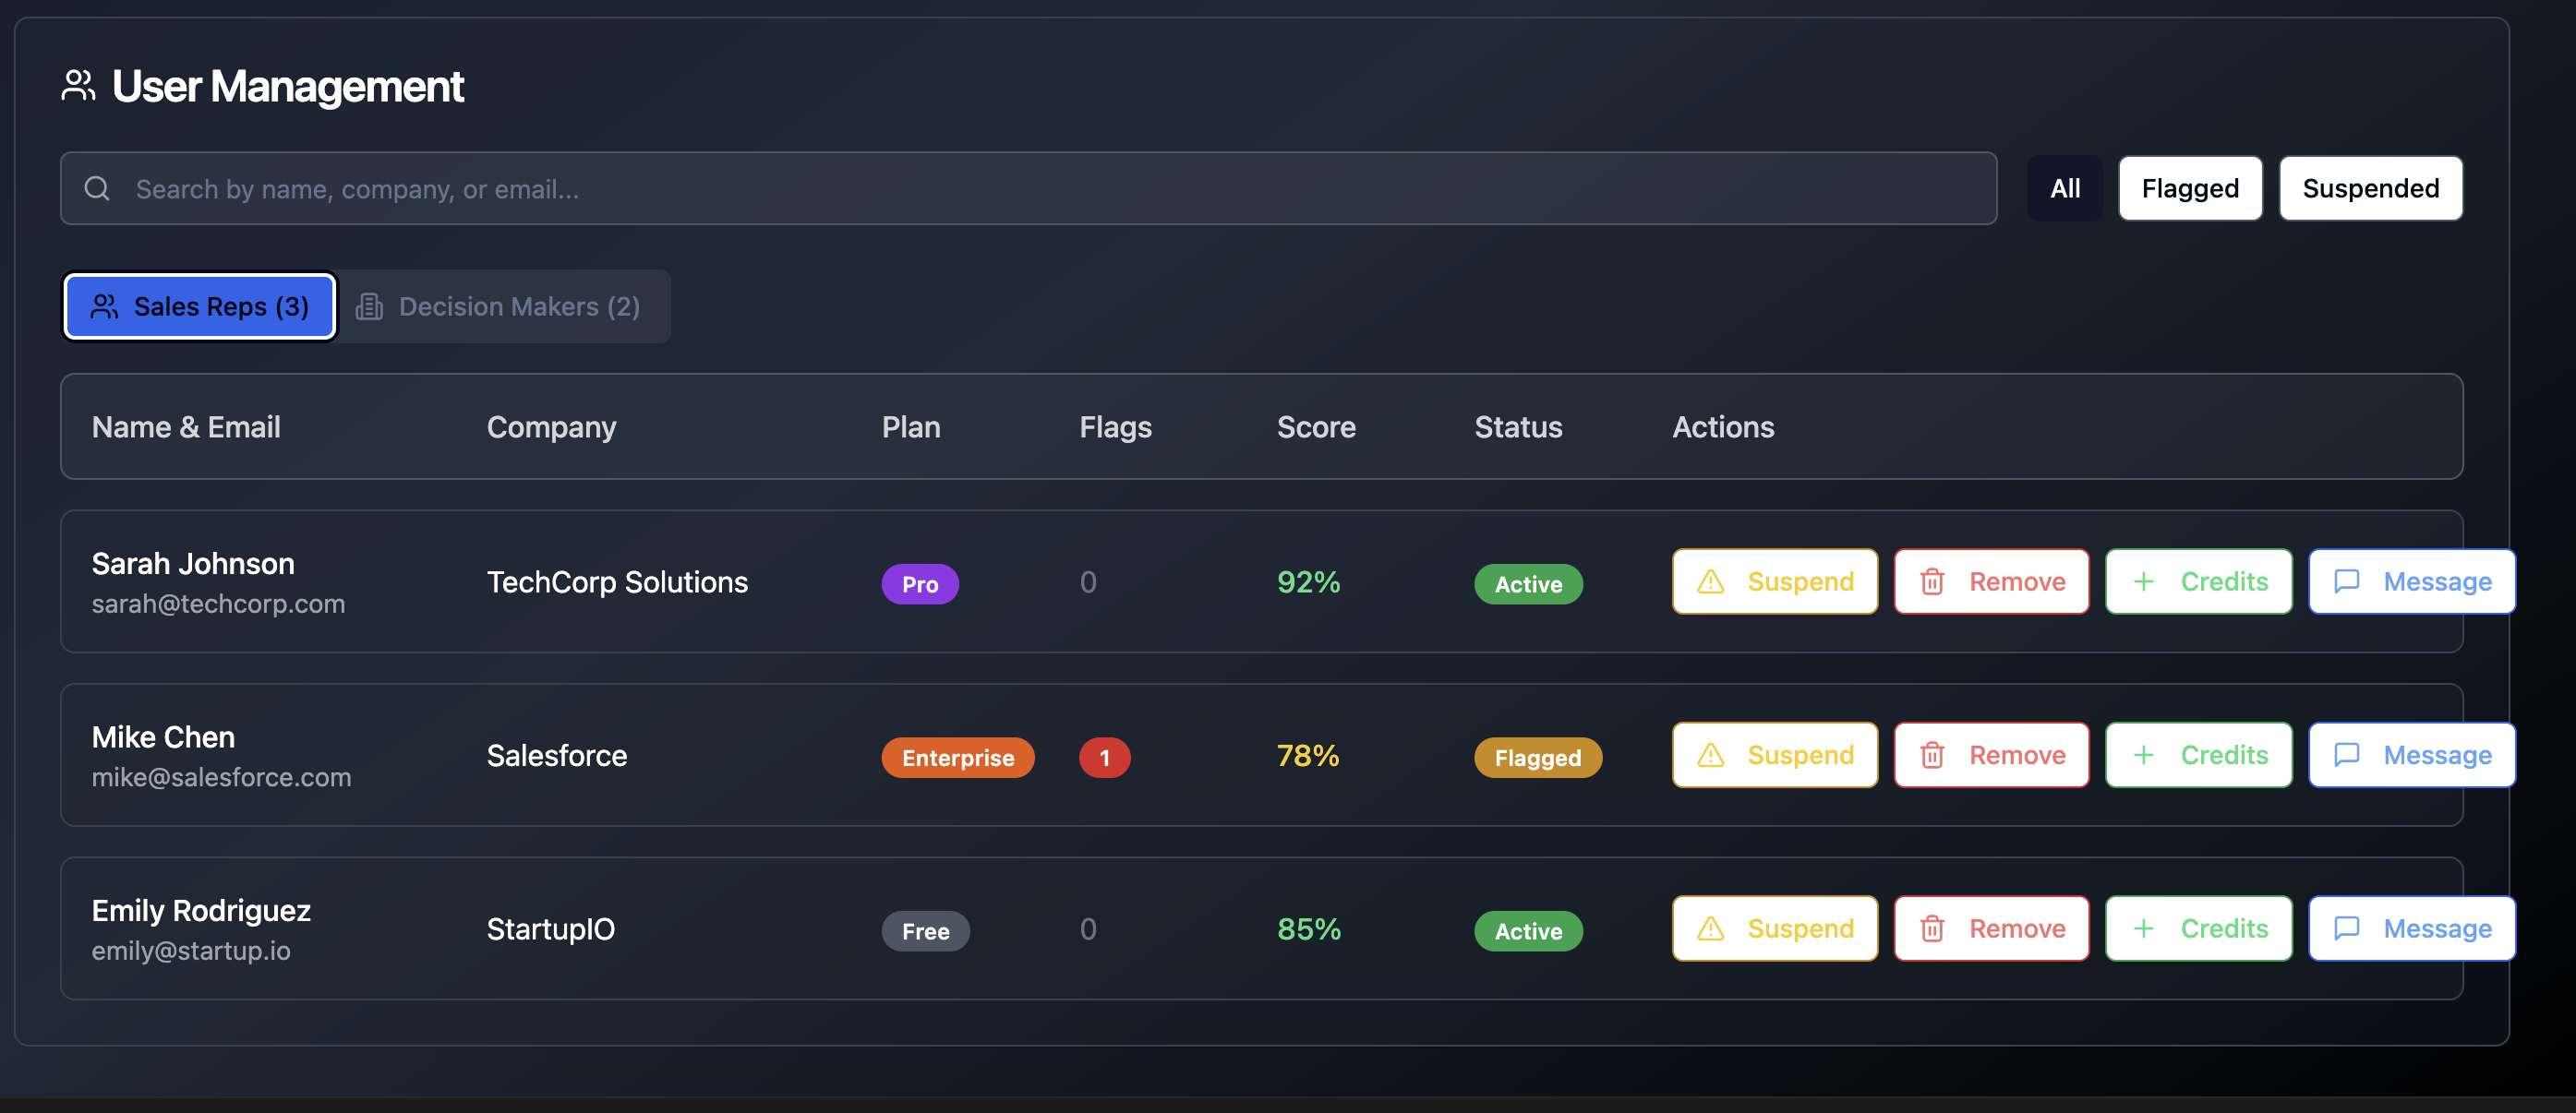 User Management
Search by name, company, or email...
All
Flagged
Suspended
Sales Reps (3)
Decision Makers (2)
Name & Email Company Plan Flags Score Status Actions
Sarah Johnson
sarah@techcorp.com
TechCorp Solutions
Pro
0
92%
Active
Suspend
Remove
Credits
Message
Mike Chen
mike@salesforce.com
Salesforce
Enterprise
1
78%
Flagged
Suspend
Remove
Credits
Message
Emily Rodriguez
emily@startup.io
StartupIO
Free
0
85%
Active
Suspend
Remove
Credits
Message